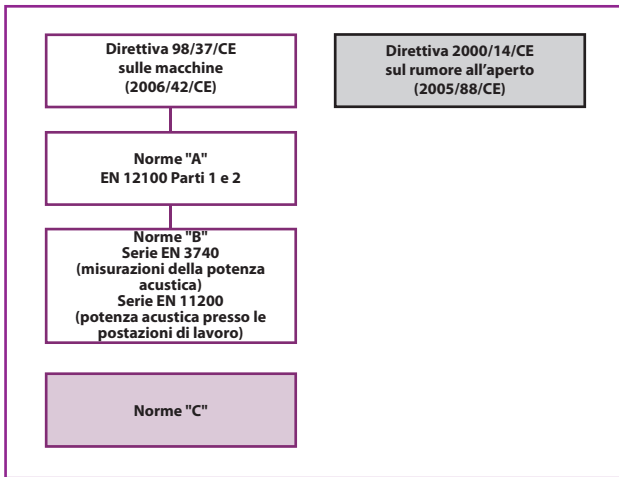 Direttiva 98/37/CE
sulle macchine
(2006/42/CE)
Direttiva 2000/14/CE
sul rumore all’aperto
(2005/88/CE)
Norme "A"
EN 12100 Parti 1 e 2
Norme "B"
Serie EN 3740
(misurazioni della potenza
acustica)
Serie EN 11200
(potenza acustica presso le
postazioni di lavoro)
Norme "C"